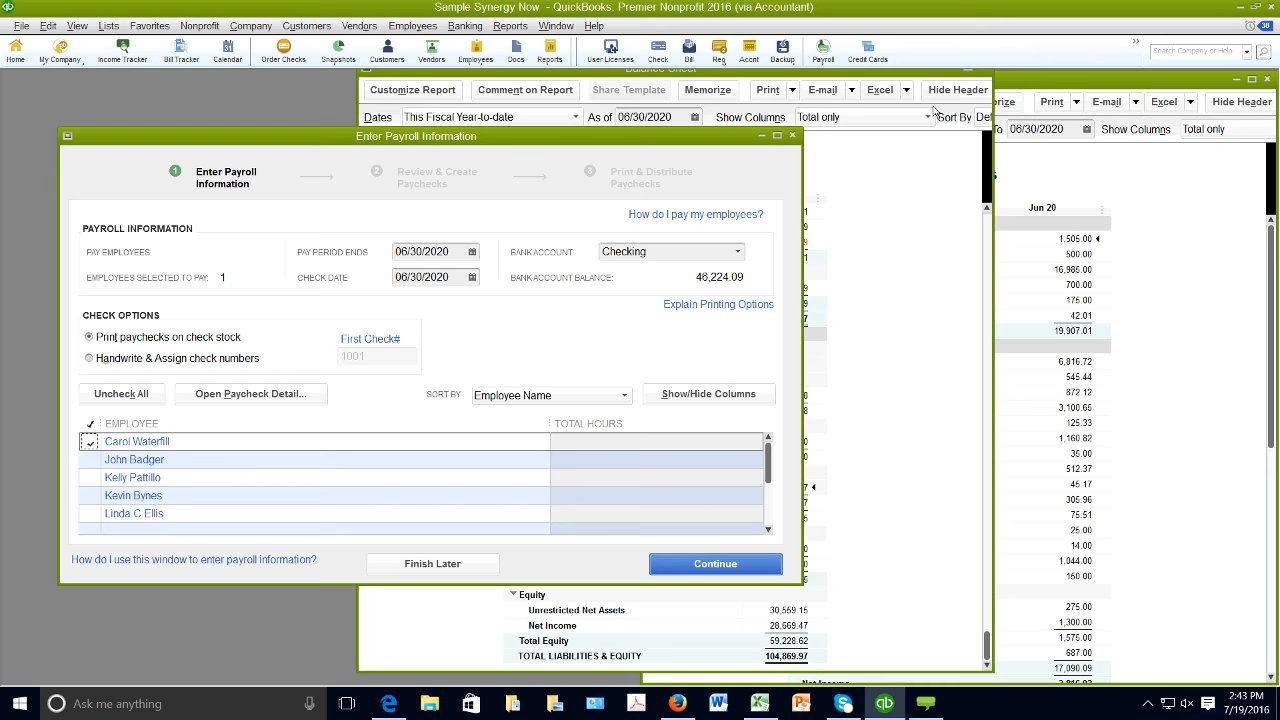 Sample Synergy Now - QuickBooks: Premier Nonprofit 2016 (via Accountant)
File Edit View Lists Favorites Nonprofit Company Customers Vendors Employees Banking Reports Window Help 38
Home My Company Income Tracker Bill Tracker Calendar Order Checks Snapshots Customers Vendors Employees Docs Reports User Licenses Check Bill Reg Accnt Backup Payroll Credit Cards Search Company or Help
Customize Report Comment on Report Share Template Memorize Print E-mail Excel Hide Header
Print E-mail Excel Hide Header
Dates This Fiscal Year-to-date As of 06/30/2020 Show Columns Total only Sort By
06/30/2020 Show Columns Total only
Enter Payroll Information
1 Enter Payroll Information
2 Review & Create Paychecks
3 Print & Distribute Paychecks
How do I pay my employees?
PAYROLL INFORMATION
PAY EMPLOYEES PAY PERIOD ENDS 06/30/2020 BANK ACCOUNT Checking
EMPLOYEES SELECTED TO PAY: 1 CHECK DATE 06/30/2020 BANK ACCOUNT BALANCE: 46,224.09
Explain Printing Options
CHECK OPTIONS
Print paychecks on check stock First Check#
Handwrite & Assign check numbers 1001
Uncheck All Open Paycheck Detail... SORT BY Employee Name Show/Hide Columns
EMPLOYEE TOTAL HOURS
Carol Waterfill
John Badger
Kelly Pattillo
Kevin Bynes
Linda C Ellis
How do I use this window to enter payroll information?
Finish Later Continue
Equity
Unrestricted Net Assets 30,559.15
Net Income 28,669.47
Total Equity 59,228.62
TOTAL LIABILITIES & EQUITY 104,869.97
Jun 20
1,505.00
500.00
16,985.00
700.00
175.00
42.01
19,907.01
6,816.72
545.44
872.12
3,100.65
125.33
1,160.82
35.00
512.37
45.17
305.96
75.51
25.00
14.00
1,044.00
150.00
275.00
1,300.00
1,575.00
687.00
17,090.09
Ask me anything
2:43 PM
7/19/2016